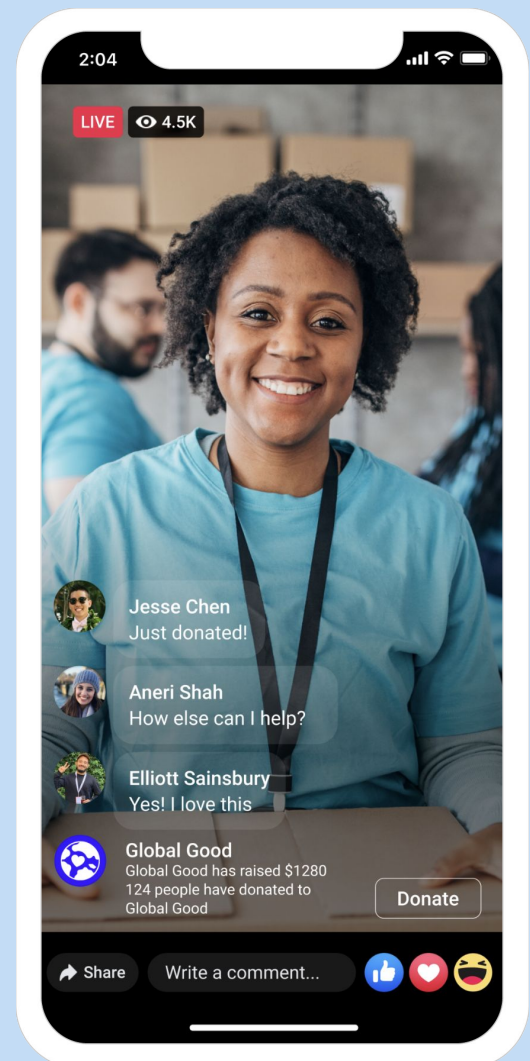 2:04
LIVE 4.5K
Jesse Chen
Just donated!
Aneri Shah
How else can I help?
Elliott Sainsbury
Yes! I love this
Global Good
Global Good has raised $1280
124 people have donated to
Global Good
Donate
Share
Write a comment...